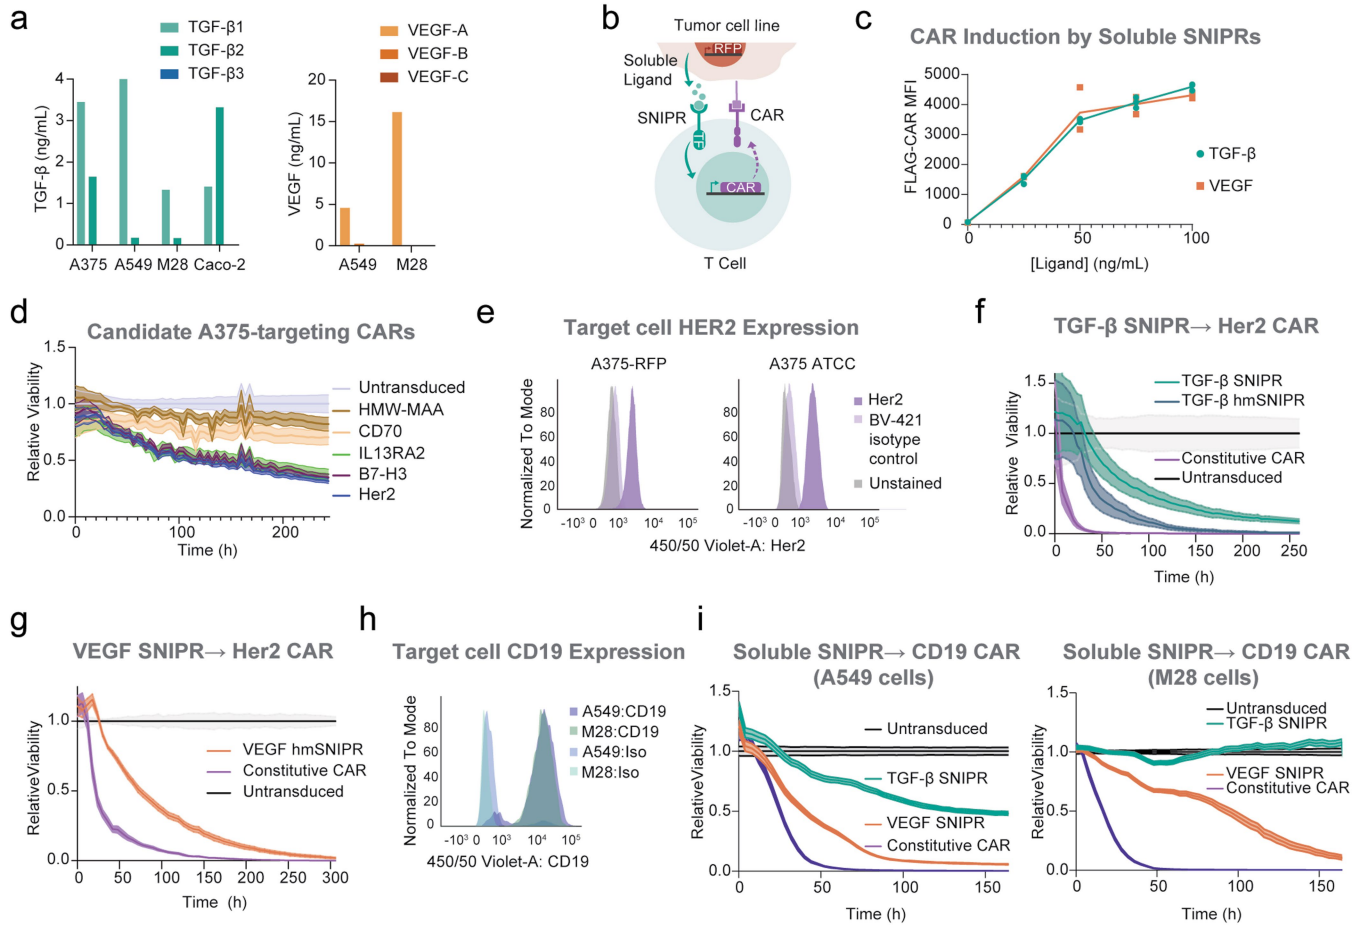 a
TGF-β1
TGF-β2
TGF-β3
TGF-β (ng/mL)
4
3
2
1
0
A375 A549 M28 Caco-2
VEGF-A
VEGF-B
VEGF-C
VEGF (ng/mL)
20
15
10
5
0
A549 M28
b
Tumor cell line
RFP
Soluble
Ligand
SNIPR
CAR
TF
CAR
T Cell
c
CAR Induction by Soluble SNIPRs
FLAG-CAR MFI
5000
4000
3000
2000
1000
0
0 50 100
[Ligand] (ng/mL)
TGF-β
VEGF
d
Candidate A375-targeting CARs
Relative Viability
1.5
1.0
0.5
0.0
0 100 200
Time (h)
Untransduced
HMW-MAA
CD70
IL13RA2
B7-H3
Her2
e
Target cell HER2 Expression
A375-RFP
A375 ATCC
Normalized To Mode
80
60
40
20
0
-10³ 0 10³ 10⁴ 10⁵
80
60
40
20
0
-10³ 0 10³ 10⁴ 10⁵
450/50 Violet-A: Her2
Her2
BV-421
isotype
control
Unstained
f
TGF-β SNIPR→ Her2 CAR
Relative Viability
1.5
1.0
0.5
0.0
0 50 100 150 200 250
Time (h)
TGF-β SNIPR
TGF-β hmSNIPR
Constitutive CAR
Untransduced
g
VEGF SNIPR→ Her2 CAR
RelativeViability
1.0
0.5
0.0
0 50 100 150 200 250 300
Time (h)
VEGF hmSNIPR
Constitutive CAR
Untransduced
h
Target cell CD19 Expression
Normalized To Mode
80
60
40
20
0
-10³ 0 10³ 10⁴ 10⁵
450/50 Violet-A: CD19
A549:CD19
M28:CD19
A549:Iso
M28:Iso
i
Soluble SNIPR→ CD19 CAR
(A549 cells)
RelativeViability
1.5
1.0
0.5
0.0
0 50 100 150
Time (h)
Untransduced
TGF-β SNIPR
VEGF SNIPR
Constitutive CAR
Soluble SNIPR→ CD19 CAR
(M28 cells)
RelativeViability
1.5
1.0
0.5
0.0
0 50 100 150
Time (h)
Untransduced
TGF-β SNIPR
VEGF SNIPR
Constitutive CAR